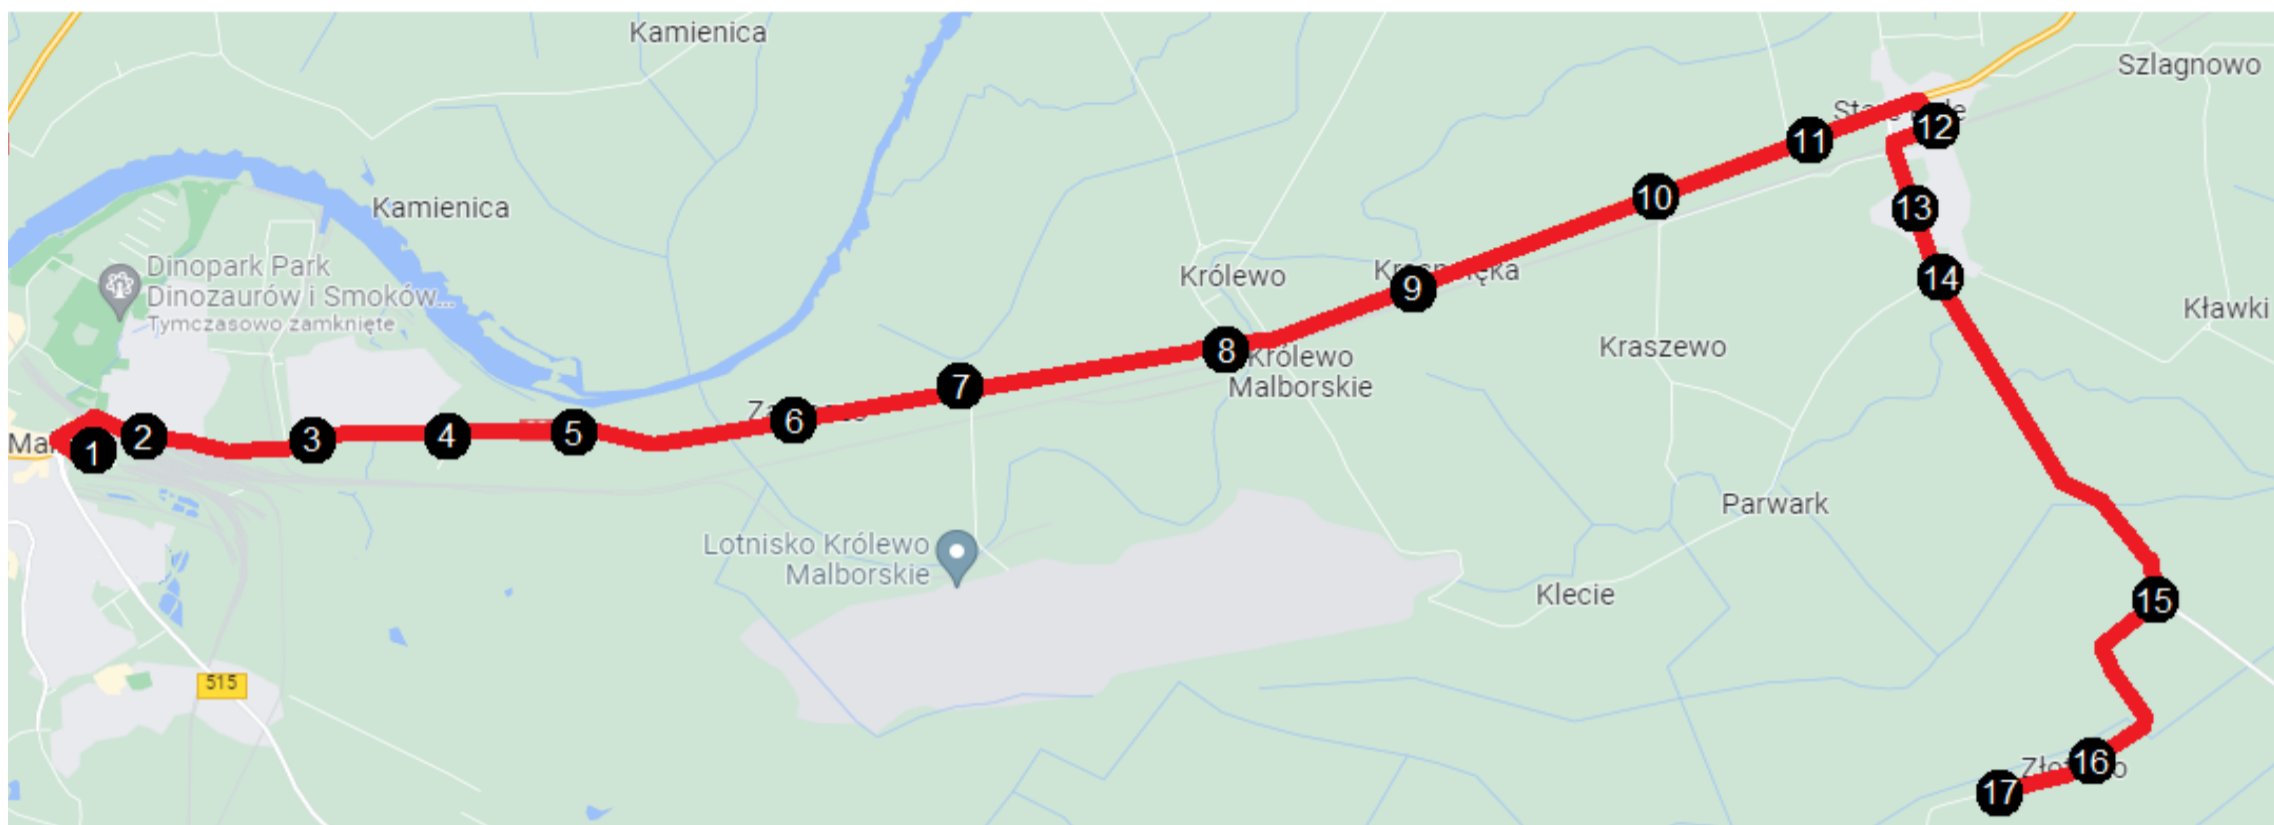 Kamienica
Szlagnowo
12
11
Kamienica
10
13
Dinopark Park
Dinozaurów i Smoków...
Tymczasowo zamknięte
Królewo
9
14
Kławki
8
Królewo
Malborskie
Kraszewo
7
6
1
2
3
4
5
Parwark
Lotnisko Królewo
Malborskie
Klecie
15
515
16
17